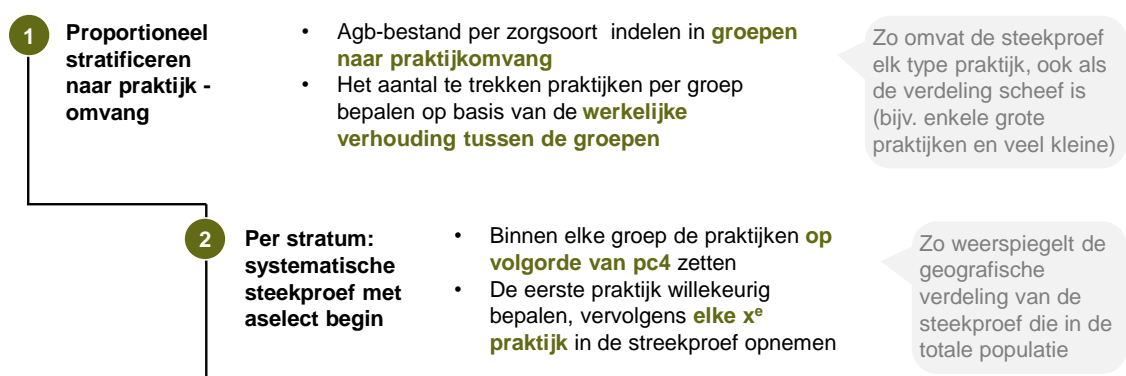 1
Proportioneel
stratificeren
naar praktijk -
omvang
• Agb-bestand per zorgsoort indelen in groepen
naar praktijkomvang
• Het aantal te trekken praktijken per groep
bepalen op basis van de werkelijke
verhouding tussen de groepen
Zo omvat de steekproef
elk type praktijk, ook als
de verdeling scheef is
(bijv. enkele grote
praktijken en veel kleine)
2
Per stratum:
systematische
steekproef met
aselect begin
• Binnen elke groep de praktijken op
volgorde van pc4 zetten
• De eerste praktijk willekeurig
bepalen, vervolgens elke xe
praktijk in de streekproef opnemen
Zo weerspiegelt de
geografische
verdeling van de
steekproef die in de
totale populatie